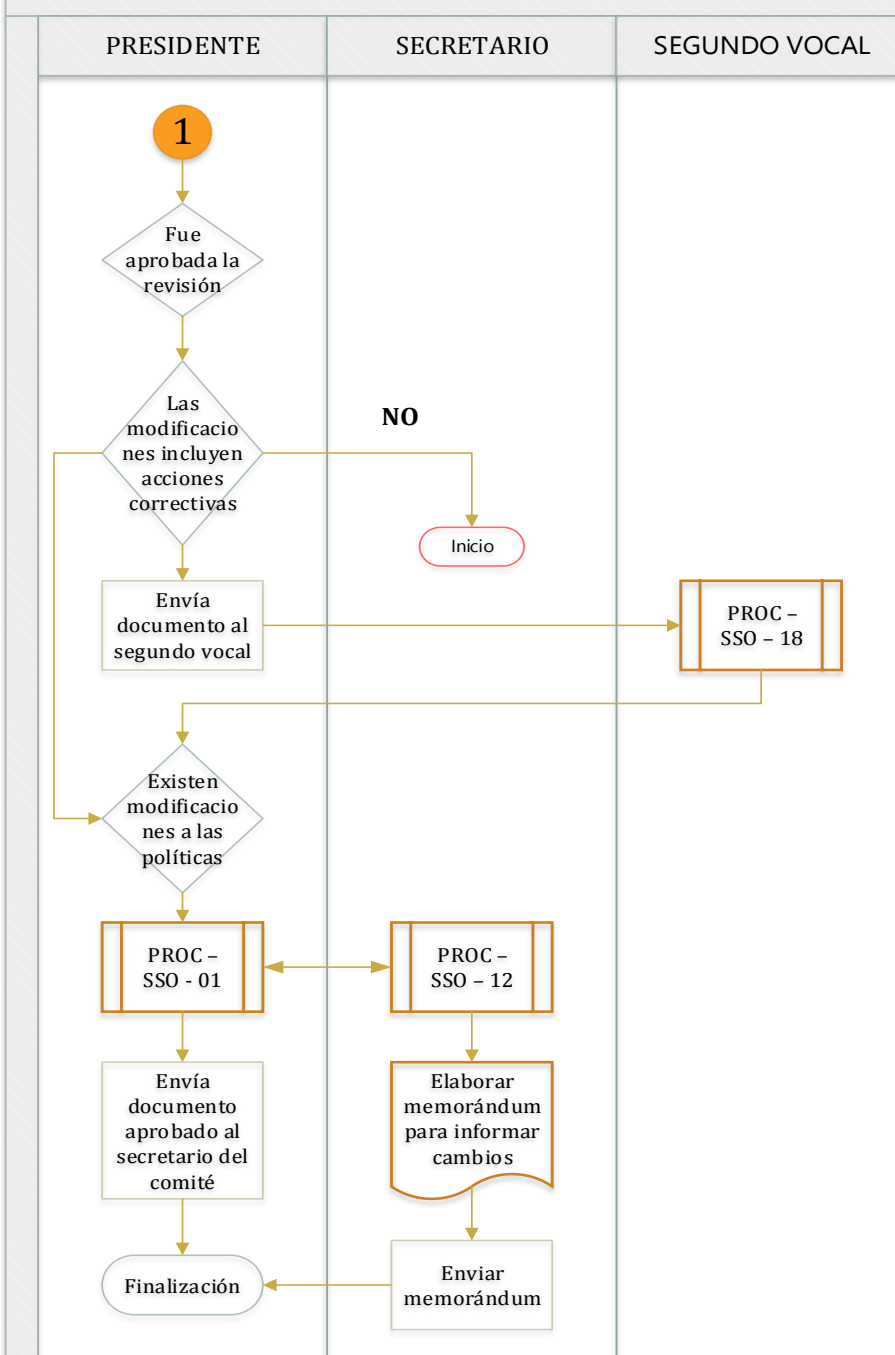 PRESIDENTE
SECRETARIO
SEGUNDO VOCAL
1
Fue
aprobada la
revisión
Las
modificacio
nes incluyen
acciones
correctivas
NO
Inicio
Envía
documento al
segundo vocal
PROC –
SSO – 18
Existen
modificacio
nes a las
políticas
PROC –
SSO - 01
PROC –
SSO – 12
Envía
documento
aprobado al
secretario del
comité
Elaborar
memorándum
para informar
cambios
Finalización
Enviar
memorándum